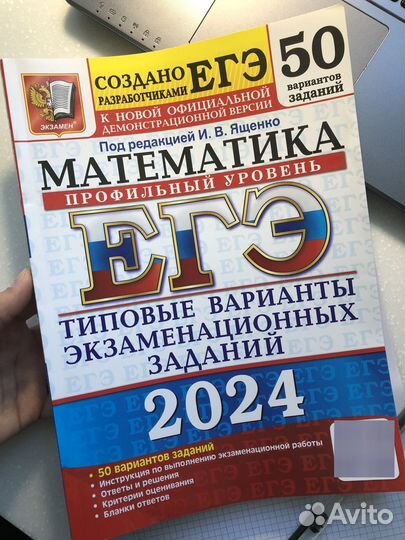 СОЗДАНО
РАЗРАБОТЧИКАМИ ЕГЭ
50
вариантов
заданий
ЭКЗАМЕН
К НОВОЙ ОФИЦИАЛЬНОЙ
ДЕМОНСТРАЦИОННОЙ ВЕРСИИ
Под редакцией И. В. Ященко
МАТЕМАТИКА
ПРОФИЛЬНЫЙ УРОВЕНЬ
ЕГЭ
ТИПОВЫЕ ВАРИАНТЫ
ЭКЗАМЕНАЦИОННЫХ
ЗАДАНИЙ
2024
• 50 вариантов заданий
• Инструкция по выполнению экзаменационной работы
• Ответы и решения
• Критерии оценивания
• Бланки ответов
Avito